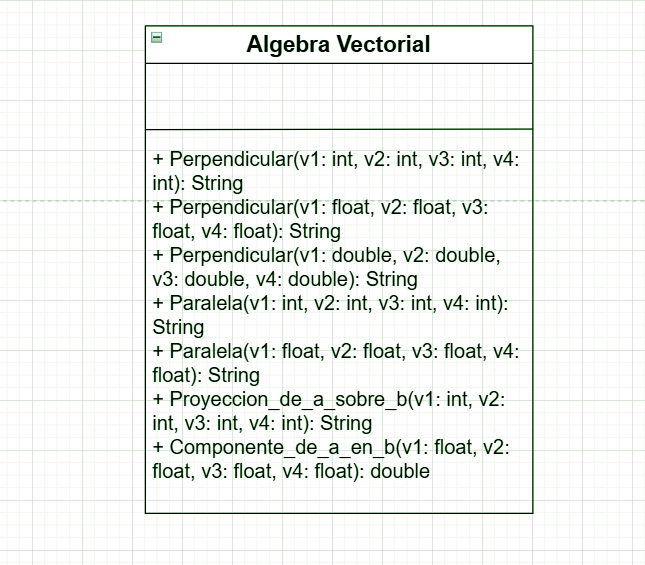 Algebra Vectorial
+ Perpendicular(v1: int, v2: int, v3: int, v4:
int): String
+ Perpendicular(v1: float, v2: float, v3:
float, v4: float): String
+ Perpendicular(v1: double, v2: double,
v3: double, v4: double): String
+ Paralela(v1: int, v2: int, v3: int, v4: int):
String
+ Paralela(v1: float, v2: float, v3: float, v4:
float): String
+ Proyeccion_de_a_sobre_b(v1: int, v2:
int, v3: int, v4: int): String
+ Componente_de_a_en_b(v1: float, v2:
float, v3: float, v4: float): double